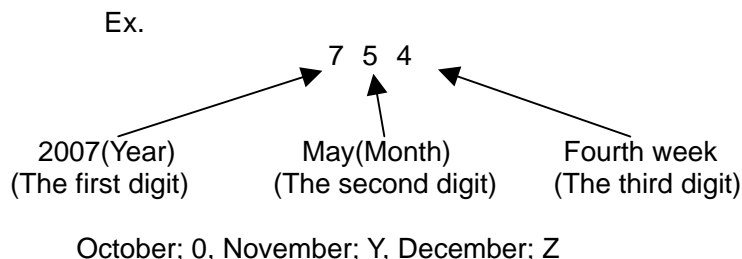 Ex.
7 5 4
2007(Year) May(Month) Fourth week
(The first digit) (The second digit) (The third digit)
October; 0, November; Y, December; Z